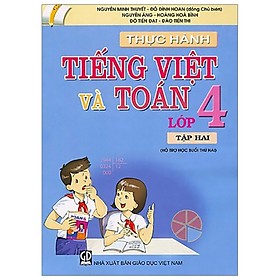 NGUYỄN MINH THUYẾT - ĐỖ ĐÌNH HOAN (đồng Chủ biên)
NGUYỄN ÁNG - HOÀNG HOÀ BÌNH
ĐỖ TIẾN ĐẠT - ĐÀO TIẾN THI
THỰC HÀNH
TIẾNG VIỆT
VÀ TOÁN 4
LỚP
TẬP HAI
(HỖ TRỢ HỌC BUỔI THỨ HAI)
NHÀ XUẤT BẢN GIÁO DỤC VIỆT NAM